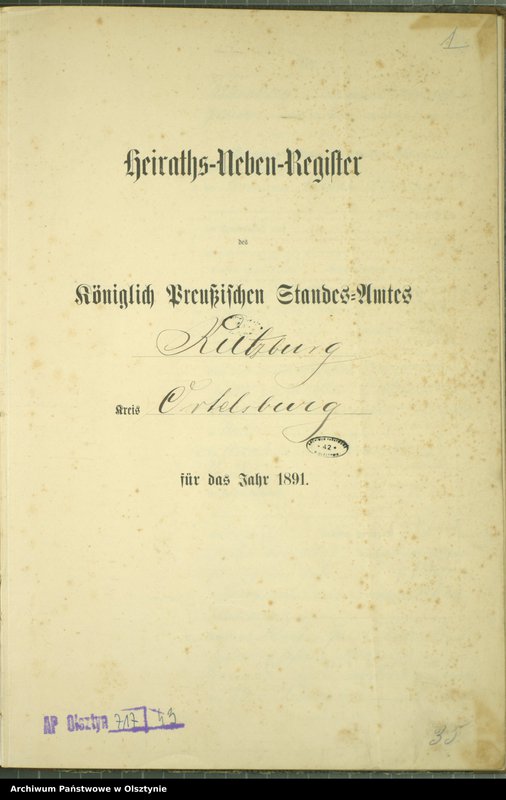 1
Heiraths-Neben-Register
des
Königlich Preußischen Standes-Amtes
Kutzburg
Kreis Ortelsburg
42
für das Jahr 1891.
AP Olsztyn 717 53
35
Archiwum Państwowe w Olsztynie